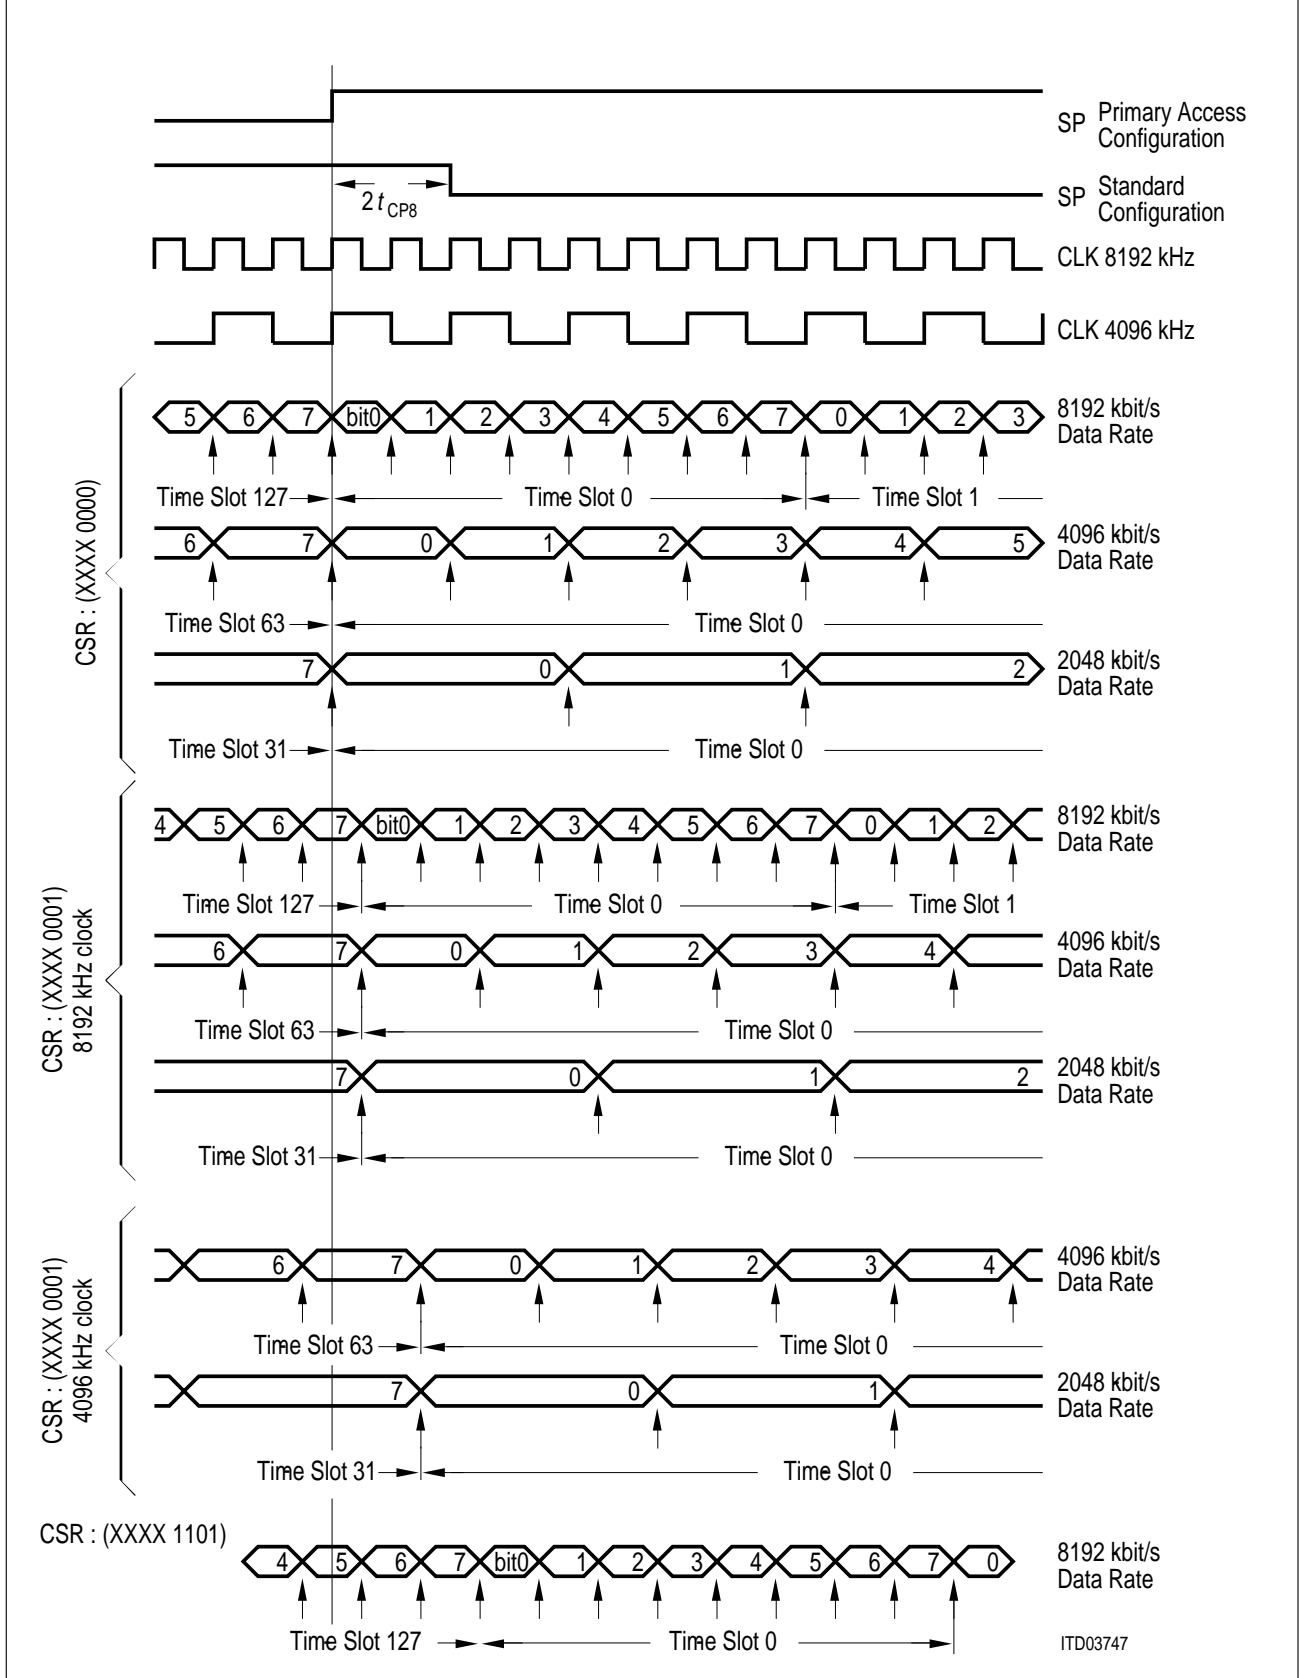 SP Primary Access
Configuration
2 t CP8
SP Standard
Configuration
CLK 8192 kHz
CLK 4096 kHz
CSR : (XXXX 0000)
5 6 7 bit0 1 2 3 4 5 6 7 0 1 2 3
8192 kbit/s
Data Rate
Time Slot 127 Time Slot 0 Time Slot 1
6 7 0 1 2 3 4 5
4096 kbit/s
Data Rate
Time Slot 63 Time Slot 0
7 0 1 2
2048 kbit/s
Data Rate
Time Slot 31 Time Slot 0
CSR : (XXXX 0001)
8192 kHz clock
4 5 6 7 bit0 1 2 3 4 5 6 7 0 1 2
8192 kbit/s
Data Rate
Time Slot 127 Time Slot 0 Time Slot 1
6 7 0 1 2 3 4
4096 kbit/s
Data Rate
Time Slot 63 Time Slot 0
7 0 1 2
2048 kbit/s
Data Rate
Time Slot 31 Time Slot 0
CSR : (XXXX 0001)
4096 kHz clock
6 7 0 1 2 3 4
4096 kbit/s
Data Rate
Time Slot 63 Time Slot 0
7 0 1
2048 kbit/s
Data Rate
Time Slot 31 Time Slot 0
CSR : (XXXX 1101)
4 5 6 7 bit0 1 2 3 4 5 6 7 0
8192 kbit/s
Data Rate
Time Slot 127 Time Slot 0
ITD03747